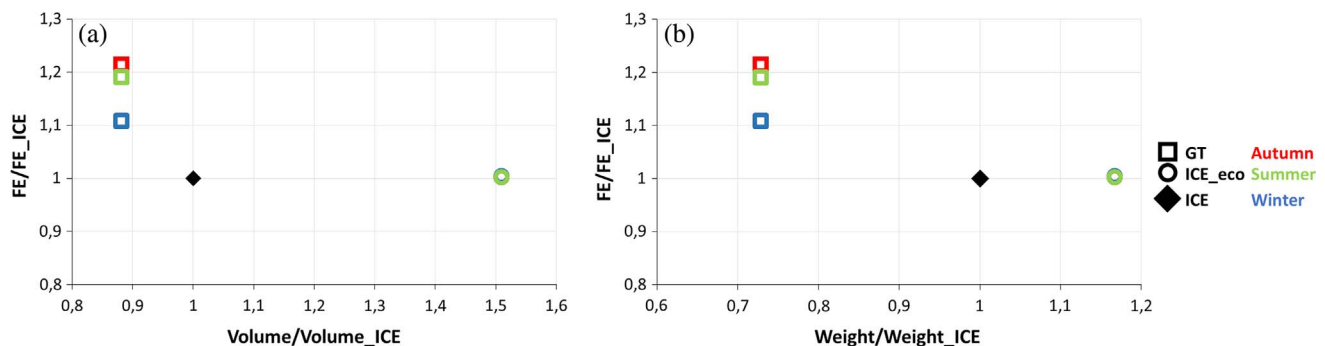 (a)
FE/FE_ICE
1,3
1,2
1,1
1
0,9
0,8
0,8 0,9 1 1,1 1,2 1,3 1,4 1,5 1,6
Volume/Volume_ICE
(b)
FE/FE_ICE
1,3
1,2
1,1
1
0,9
0,8
0,6 0,7 0,8 0,9 1 1,1 1,2
Weight/Weight_ICE
GT Autumn
ICE_eco Summer
ICE Winter